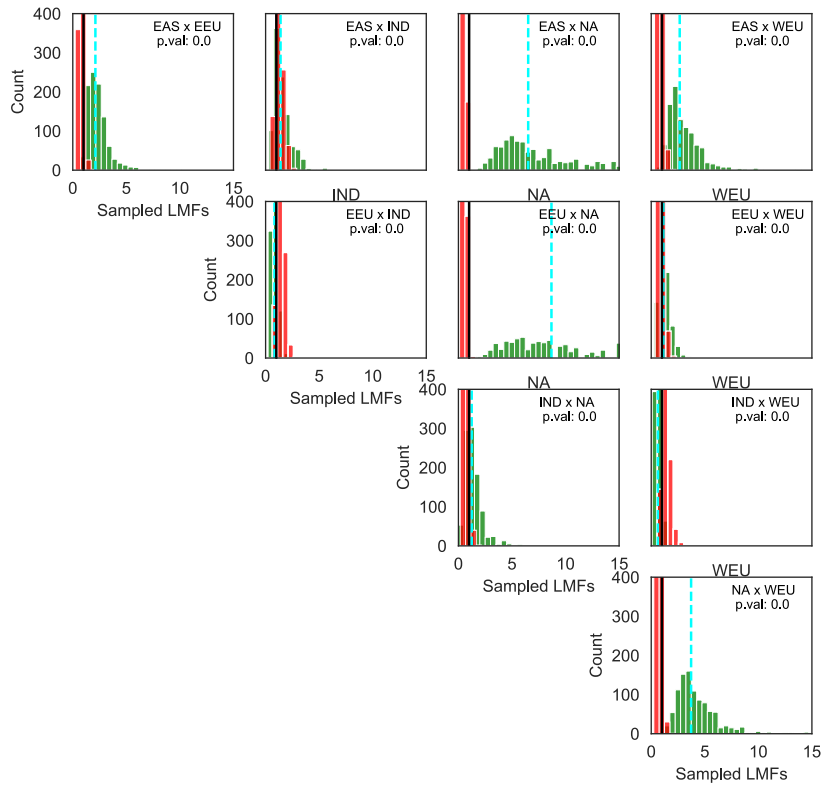 400
300
200
100
0
Count
EAS x EEU
p.val: 0.0
EAS x IND
p.val: 0.0
EAS x NA
p.val: 0.0
EAS x WEU
p.val: 0.0
0 5 10 15
Sampled LMFs
IND
NA
WEU
400
300
200
100
0
Count
EEU x IND
p.val: 0.0
EEU x NA
p.val: 0.0
EEU x WEU
p.val: 0.0
0 5 10 15
Sampled LMFs
NA
WEU
400
300
200
100
0
Count
IND x NA
p.val: 0.0
IND x WEU
p.val: 0.0
0 5 10 15
Sampled LMFs
WEU
400
300
200
100
0
Count
NA x WEU
p.val: 0.0
0 5 10 15
Sampled LMFs